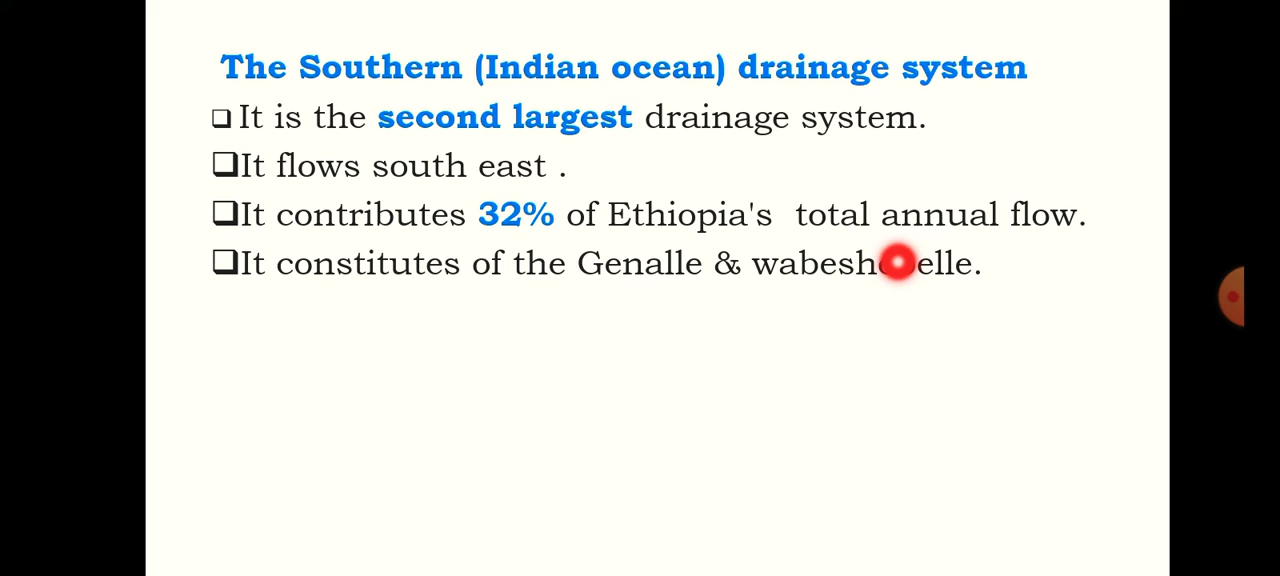 The Southern (Indian ocean) drainage system
❑ It is the second largest drainage system.
❑It flows south east .
❑It contributes 32% of Ethiopia's  total annual flow.
❑It constitutes of the Genalle &